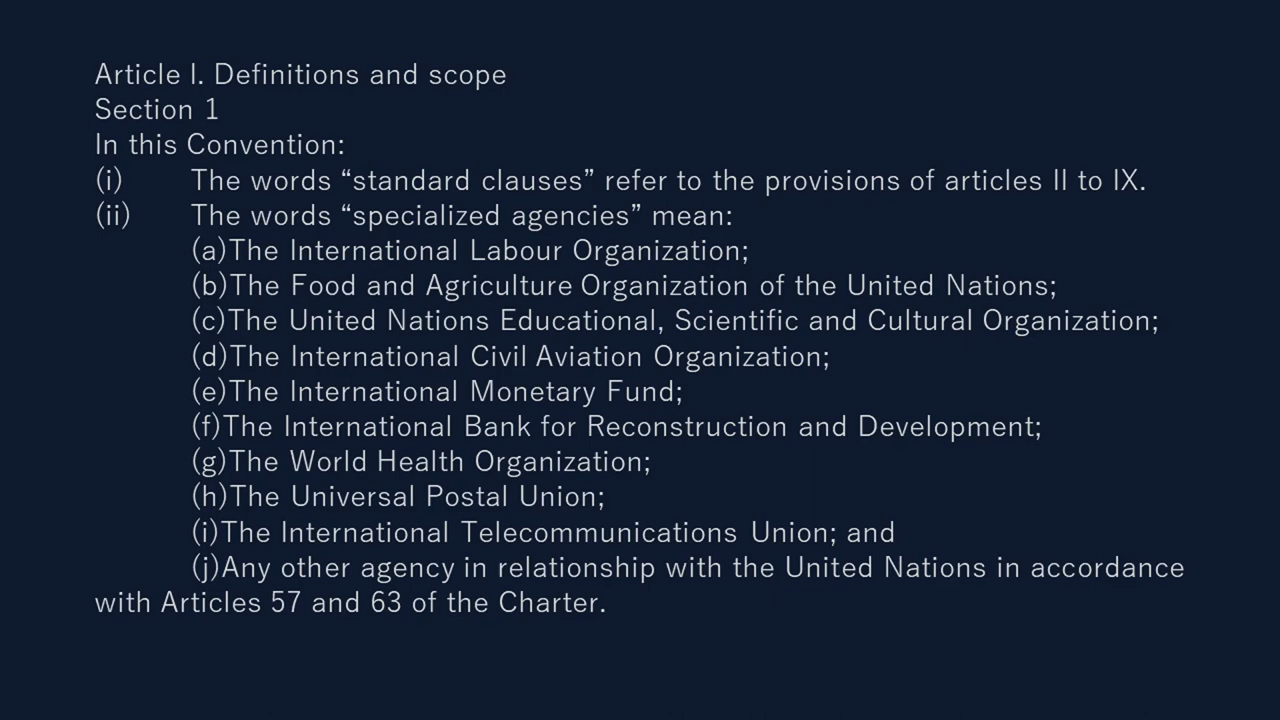 Article I. Definitions and scope
Section 1
In this Convention:
(i) The words “standard clauses” refer to the provisions of articles II to IX.
(ii) The words “specialized agencies” mean:
(a)The International Labour Organization;
(b)The Food and Agriculture Organization of the United Nations;
(c)The United Nations Educational, Scientific and Cultural Organization;
(d)The International Civil Aviation Organization;
(e)The International Monetary Fund;
(f)The International Bank for Reconstruction and Development;
(g)The World Health Organization;
(h)The Universal Postal Union;
(i)The International Telecommunications Union; and
(j)Any other agency in relationship with the United Nations in accordance
with Articles 57 and 63 of the Charter.